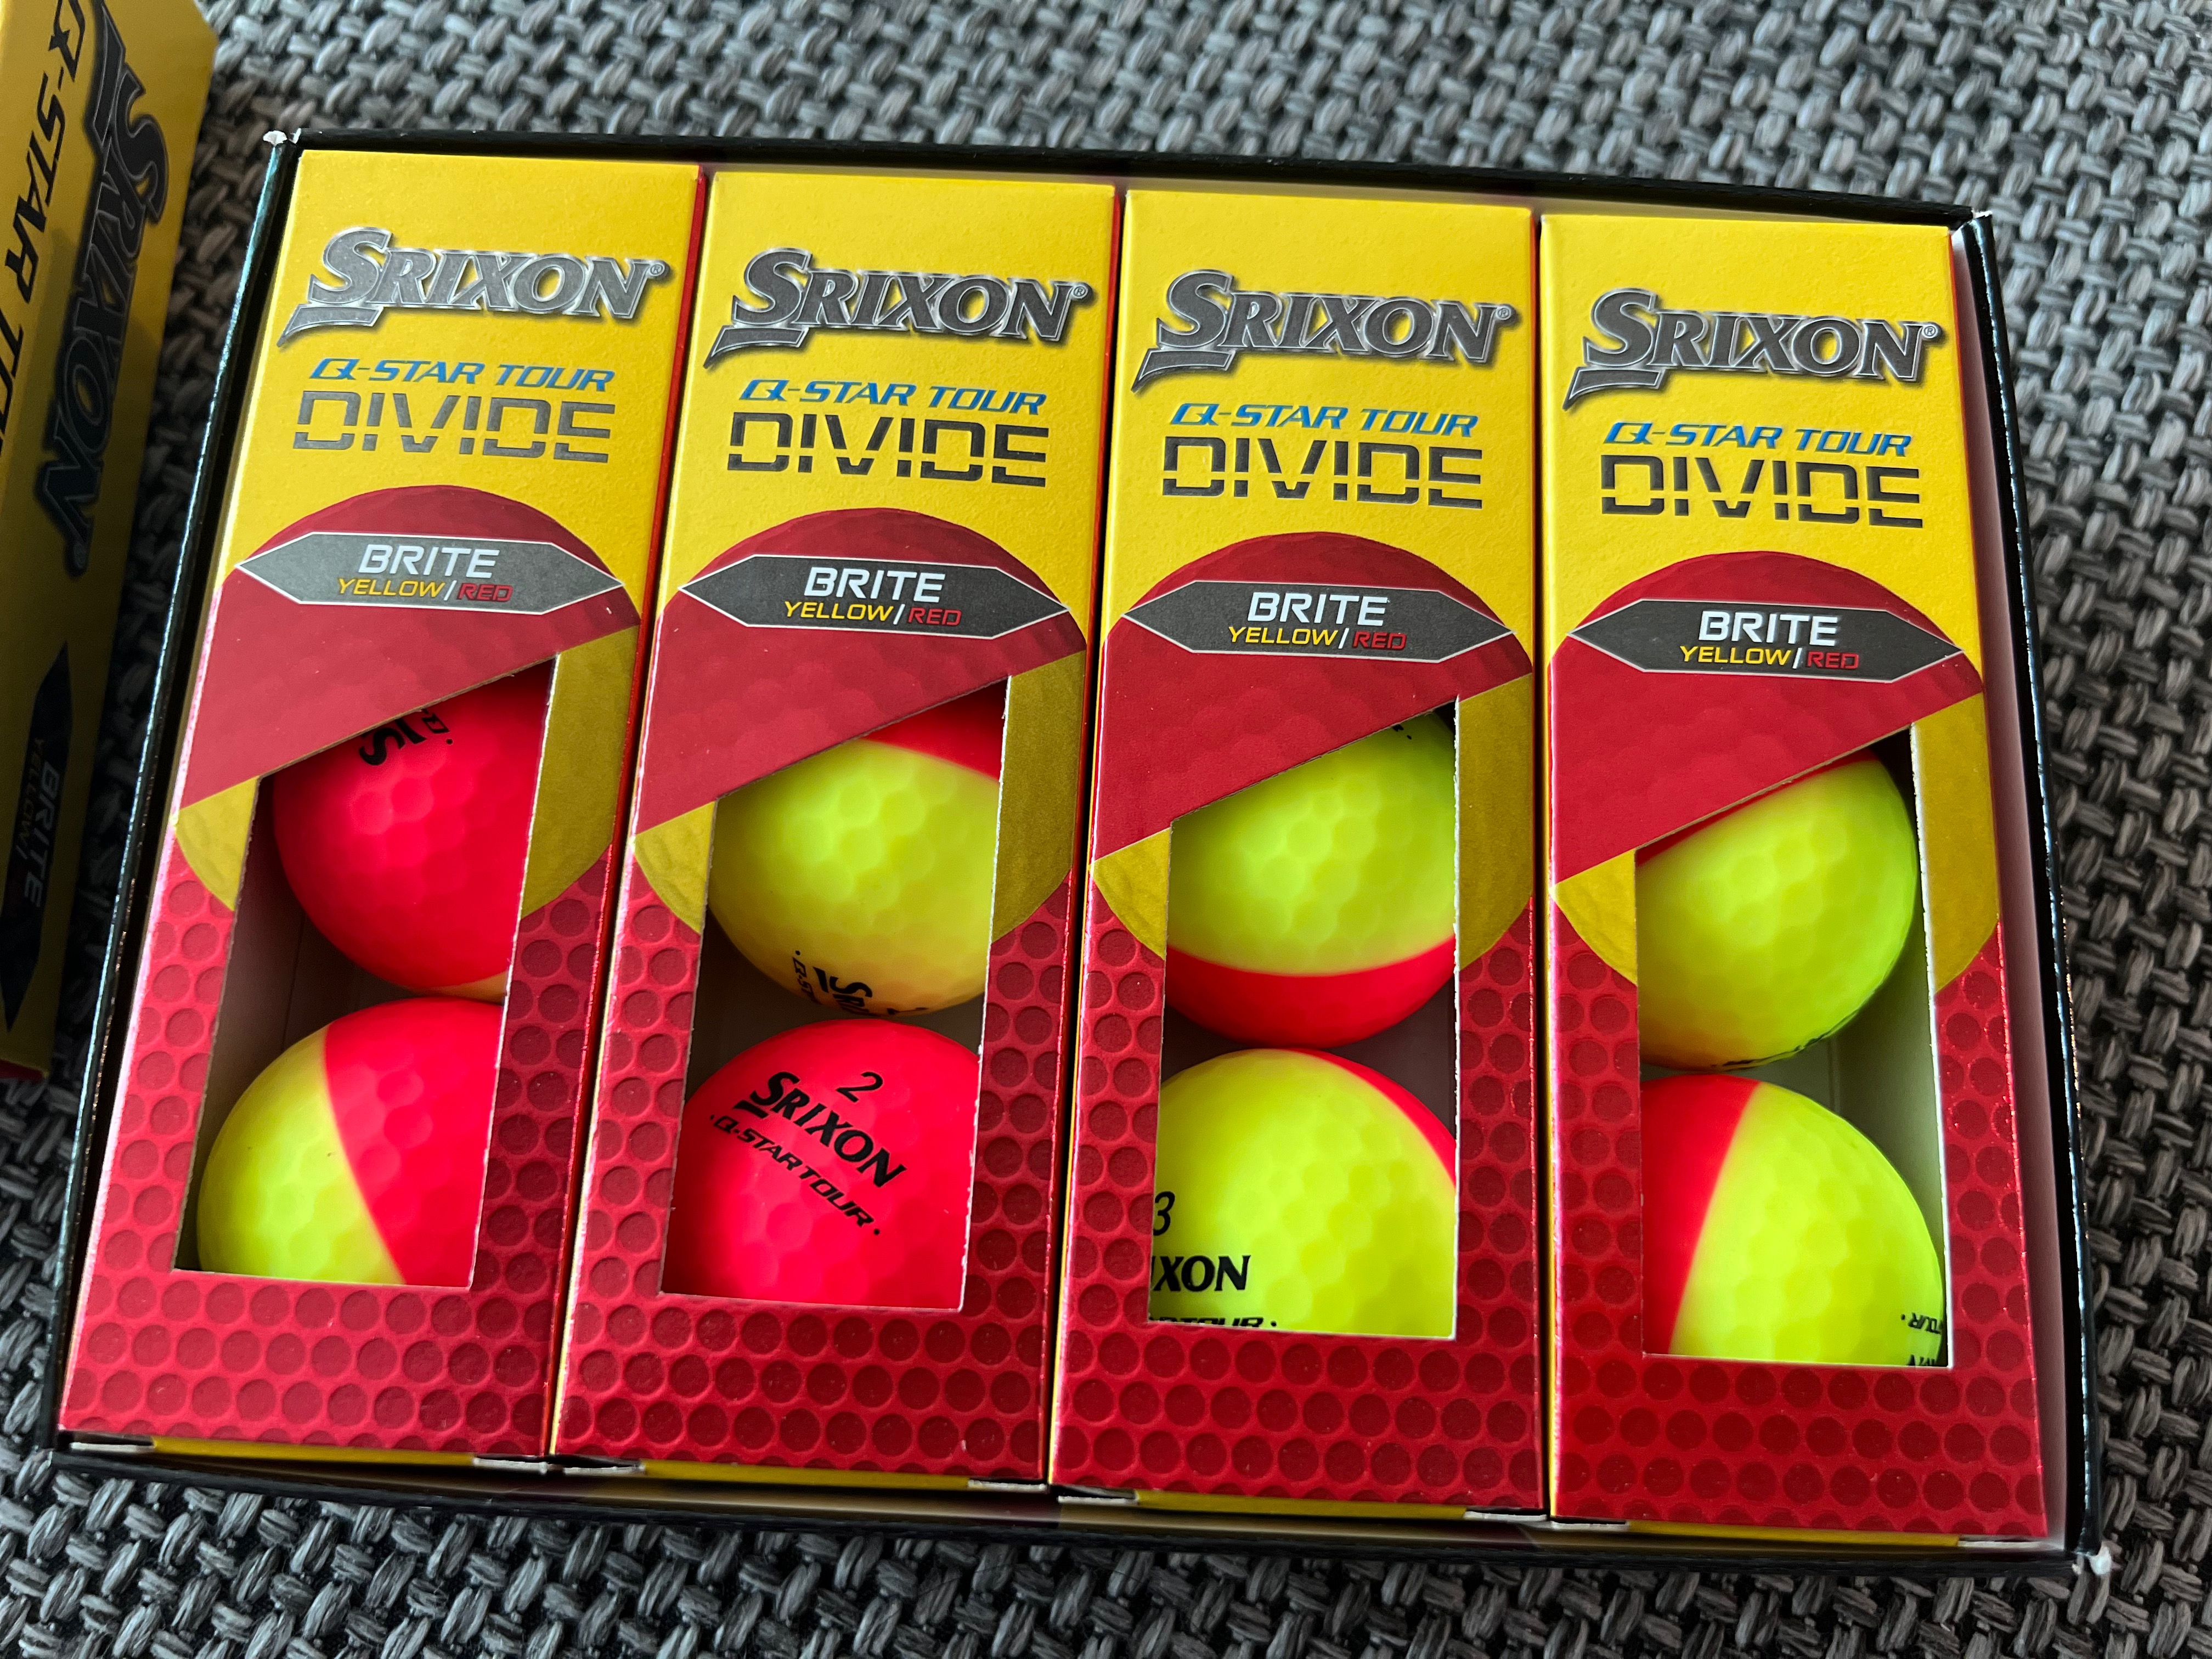 SRIXON
Q-STAR TOUR
BRITE
YELLOW/
SRIXON®
Q-STAR TOUR
DIVIDE
BRITE
YELLOW/RED
SRIXON®
Q-STAR TOUR
DIVIDE
BRITE
YELLOW/RED
2
SRIXON
·Q-STAR TOUR·
SRIXON®
Q-STAR TOUR
DIVIDE
BRITE
YELLOW/RED
3
IXON
TOUR·
SRIXON®
Q-STAR TOUR
DIVIDE
BRITE
YELLOW/RED